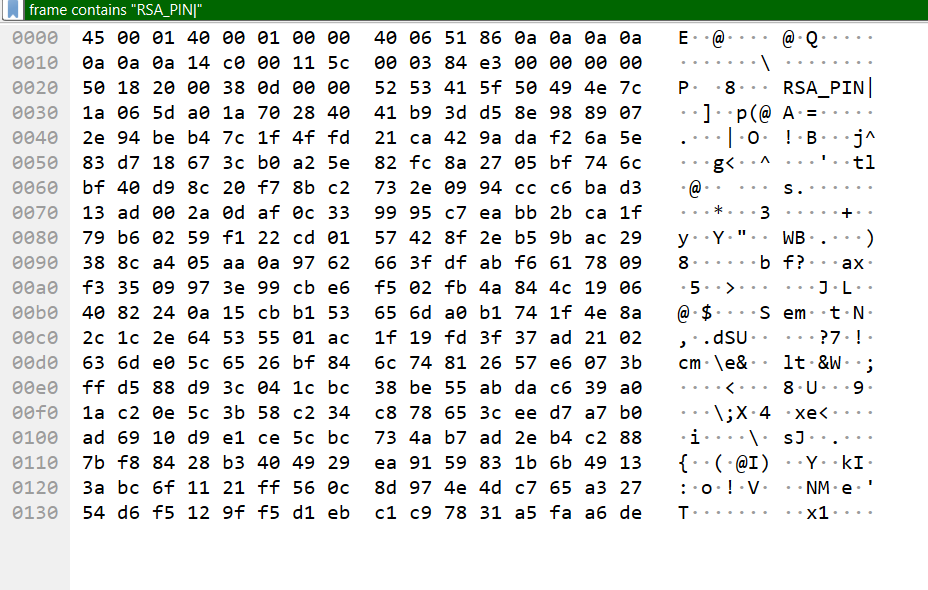 frame contains "RSA_PIN|"
0000 45 00 01 40 00 01 00 00 40 06 51 86 0a 0a 0a 0a E··@···· @·Q·····
0010 0a 0a 0a 14 c0 00 11 5c 00 03 84 e3 00 00 00 00 ·······\ ········
0020 50 18 20 00 38 0d 00 00 52 53 41 5f 50 49 4e 7c P· ·8··· RSA_PIN|
0030 1a 06 5d a0 1a 70 28 40 41 b9 3d d5 8e 98 89 07 ··]··p(@ A·=·····
0040 2e 94 be b4 7c 1f 4f fd 21 ca 42 9a da f2 6a 5e .···|·O· !·B···j^
0050 83 d7 18 67 3c b0 a2 5e 82 fc 8a 27 05 bf 74 6c ···g<··^ ···'··tl
0060 bf 40 d9 8c 20 f7 8b c2 73 2e 09 94 cc c6 ba d3 ·@·· ··· s.······
0070 13 ad 00 2a 0d af 0c 33 99 95 c7 ea bb 2b ca 1f ···*···3 ·····+··
0080 79 b6 02 59 f1 22 cd 01 57 42 8f 2e b5 9b ac 29 y··Y·"·· WB·.···)
0090 38 8c a4 05 aa 0a 97 62 66 3f df ab f6 61 78 09 8······b f?···ax·
00a0 f3 35 09 97 3e 99 cb e6 f5 02 fb 4a 84 4c 19 06 ·5··>··· ···J·L··
00b0 40 82 24 0a 15 cb b1 53 65 6d a0 b1 74 1f 4e 8a @·$····S em··t·N·
00c0 2c 1c 2e 64 53 55 01 ac 1f 19 fd 3f 37 ad 21 02 ,·.dSU·· ···?7·!·
00d0 63 6d e0 5c 65 26 bf 84 6c 74 81 26 57 e6 07 3b cm·\e&·· lt·&W··;
00e0 ff d5 88 d9 3c 04 1c bc 38 be 55 ab da c6 39 a0 ····<··· 8·U···9·
00f0 1a c2 0e 5c 3b 58 c2 34 c8 78 65 3c ee d7 a7 b0 ···\;X·4 ·xe<····
0100 ad 69 10 d9 e1 ce 5c bc 73 4a b7 ad 2e b4 c2 88 ·i····\· sJ··.···
0110 7b f8 84 28 b3 40 49 29 ea 91 59 83 1b 6b 49 13 {··(·@I) ··Y··kI·
0120 3a bc 6f 11 21 ff 56 0c 8d 97 4e 4d c7 65 a3 27 :·o·!·V· ··NM·e·'
0130 54 d6 f5 12 9f f5 d1 eb c1 c9 78 31 a5 fa a6 de T······· ··x1····